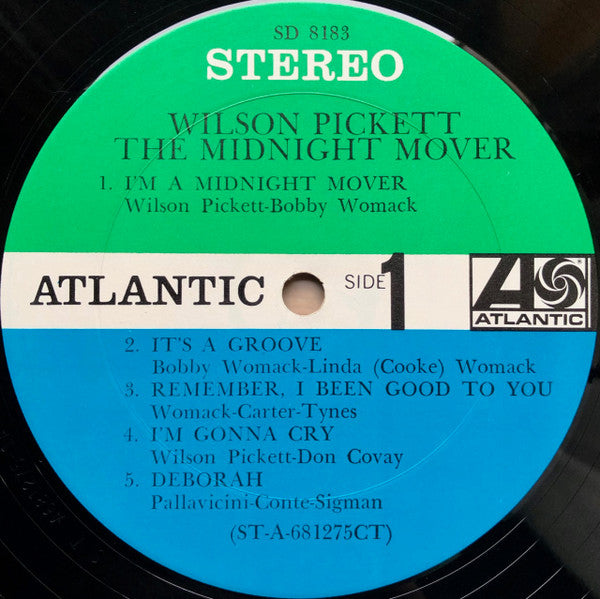 SD 8183
STEREO
WILSON PICKETT
THE MIDNIGHT MOVER
1. I'M A MIDNIGHT MOVER
Wilson Pickett-Bobby Womack
ATLANTIC
SIDE 1
A
ATLANTIC
2. IT'S A GROOVE
Bobby Womack-Linda (Cooke) Womack
3. REMEMBER, I BEEN GOOD TO YOU
Womack-Carter-Tynes
4. I'M GONNA CRY
Wilson Pickett-Don Covay
5. DEBORAH
Pallavicini-Conte-Sigman
(ST-A-681275CT)